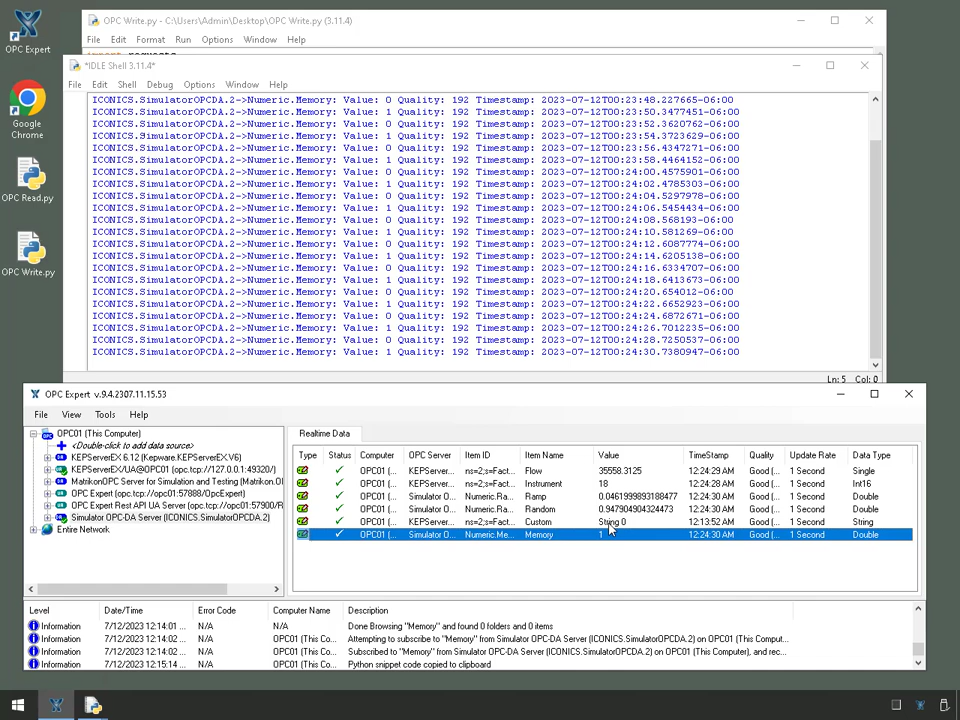 OPC Expert
Google
Chrome
OPC Read.py
OPC Write.py
OPC Write.py - C:\Users\Admin\Desktop\OPC Write.py (3.11.4)
File Edit Format Run Options Window Help
*IDLE Shell 3.11.4*
File Edit Shell Debug Options Window Help
ICONICS.SimulatorOPCDA.2->Numeric.Memory: Value: 0 Quality: 192 Timestamp: 2023-07-12T00:23:48.227665-06:00
ICONICS.SimulatorOPCDA.2->Numeric.Memory: Value: 1 Quality: 192 Timestamp: 2023-07-12T00:23:50.3477451-06:00
ICONICS.SimulatorOPCDA.2->Numeric.Memory: Value: 0 Quality: 192 Timestamp: 2023-07-12T00:23:52.3620762-06:00
ICONICS.SimulatorOPCDA.2->Numeric.Memory: Value: 1 Quality: 192 Timestamp: 2023-07-12T00:23:54.3723629-06:00
ICONICS.SimulatorOPCDA.2->Numeric.Memory: Value: 0 Quality: 192 Timestamp: 2023-07-12T00:23:56.4347271-06:00
ICONICS.SimulatorOPCDA.2->Numeric.Memory: Value: 1 Quality: 192 Timestamp: 2023-07-12T00:23:58.4464152-06:00
ICONICS.SimulatorOPCDA.2->Numeric.Memory: Value: 0 Quality: 192 Timestamp: 2023-07-12T00:24:00.4575901-06:00
ICONICS.SimulatorOPCDA.2->Numeric.Memory: Value: 1 Quality: 192 Timestamp: 2023-07-12T00:24:02.4785303-06:00
ICONICS.SimulatorOPCDA.2->Numeric.Memory: Value: 0 Quality: 192 Timestamp: 2023-07-12T00:24:04.5297978-06:00
ICONICS.SimulatorOPCDA.2->Numeric.Memory: Value: 1 Quality: 192 Timestamp: 2023-07-12T00:24:06.5454434-06:00
ICONICS.SimulatorOPCDA.2->Numeric.Memory: Value: 0 Quality: 192 Timestamp: 2023-07-12T00:24:08.568193-06:00
ICONICS.SimulatorOPCDA.2->Numeric.Memory: Value: 1 Quality: 192 Timestamp: 2023-07-12T00:24:10.581269-06:00
ICONICS.SimulatorOPCDA.2->Numeric.Memory: Value: 0 Quality: 192 Timestamp: 2023-07-12T00:24:12.6087774-06:00
ICONICS.SimulatorOPCDA.2->Numeric.Memory: Value: 1 Quality: 192 Timestamp: 2023-07-12T00:24:14.6205138-06:00
ICONICS.SimulatorOPCDA.2->Numeric.Memory: Value: 0 Quality: 192 Timestamp: 2023-07-12T00:24:16.6334707-06:00
ICONICS.SimulatorOPCDA.2->Numeric.Memory: Value: 1 Quality: 192 Timestamp: 2023-07-12T00:24:18.6413673-06:00
ICONICS.SimulatorOPCDA.2->Numeric.Memory: Value: 0 Quality: 192 Timestamp: 2023-07-12T00:24:20.654012-06:00
ICONICS.SimulatorOPCDA.2->Numeric.Memory: Value: 1 Quality: 192 Timestamp: 2023-07-12T00:24:22.6652923-06:00
ICONICS.SimulatorOPCDA.2->Numeric.Memory: Value: 0 Quality: 192 Timestamp: 2023-07-12T00:24:24.6872671-06:00
ICONICS.SimulatorOPCDA.2->Numeric.Memory: Value: 1 Quality: 192 Timestamp: 2023-07-12T00:24:26.7012235-06:00
ICONICS.SimulatorOPCDA.2->Numeric.Memory: Value: 0 Quality: 192 Timestamp: 2023-07-12T00:24:28.7250537-06:00
ICONICS.SimulatorOPCDA.2->Numeric.Memory: Value: 1 Quality: 192 Timestamp: 2023-07-12T00:24:30.7380947-06:00
Ln: 5 Col: 0
OPC Expert v.9.4.2307.11.15.53
File View Tools Help
OPC01 (This Computer)
<Double-click to add data source>
KEPServerEX 6.12 (Kepware.KEPServerEX.V6)
KEPServerEX/UA@OPC01 (opc.tcp://127.0.0.1:49320/)
MatrikonOPC Server for Simulation and Testing (Matrikon.O
OPC Expert (opc.tcp://opc01:57888/OpcExpert)
OPC Expert Rest API UA Server (opc.tcp://opc01:57900/R
Simulator OPC-DA Server (ICONICS.SimulatorOPCDA.2)
Entire Network
Realtime Data
Type Status Computer OPC Server Item ID Item Name Value TimeStamp Quality Update Rate Data Type
OPC01 (... KEPServer... ns=2;s=Fact... Flow 35558.3125 12:24:29 AM Good (... 1 Second Single
OPC01 (... KEPServer... ns=2;s=Fact... Instrument 18 12:24:28 AM Good (... 1 Second Int16
OPC01 (... Simulator O... Numeric.Ra... Ramp 0.0461999893188477 12:24:30 AM Good (... 1 Second Double
OPC01 (... Simulator O... Numeric.Ra... Random 0.947904904324473 12:24:30 AM Good (... 1 Second Double
OPC01 (... KEPServer... ns=2;s=Fact... Custom String 0 12:13:52 AM Good (... 1 Second String
OPC01 (... Simulator O... Numeric.Me... Memory 1 12:24:30 AM Good (... 1 Second Double
Level Date/Time Error Code Computer Name Description
Information 7/12/2023 12:14:01 ... N/A N/A Done Browsing "Memory" and found 0 folders and 0 items
Information 7/12/2023 12:14:02 ... N/A OPC01 (This Co... Attempting to subscribe to "Memory" from Simulator OPC-DA Server (ICONICS.SimulatorOPCDA.2) on OPC01 (This Comput...
Information 7/12/2023 12:14:02 ... N/A OPC01 (This Co... Subscribed to "Memory" from Simulator OPC-DA Server (ICONICS.SimulatorOPCDA.2) on OPC01 (This Computer), and rec...
Information 7/12/2023 12:15:14 ... N/A OPC01 (This Co... Python snippet code copied to clipboard